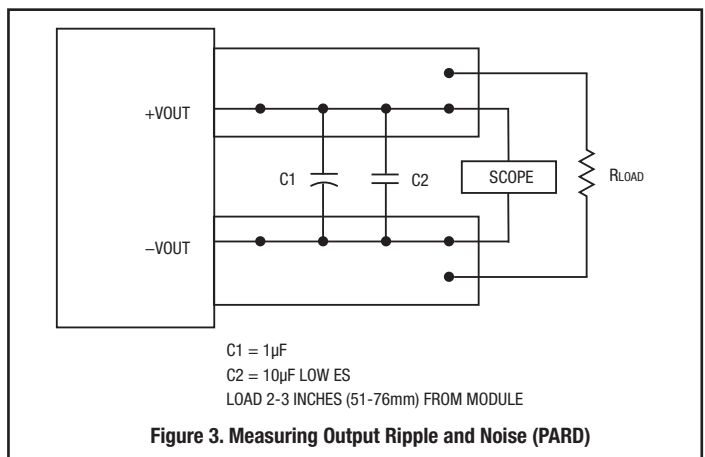 +VOUT
C1
C2
SCOPE
RLOAD
−VOUT
C1 = 1µF
C2 = 10µF LOW ES
LOAD 2-3 INCHES (51-76mm) FROM MODULE
Figure 3. Measuring Output Ripple and Noise (PARD)